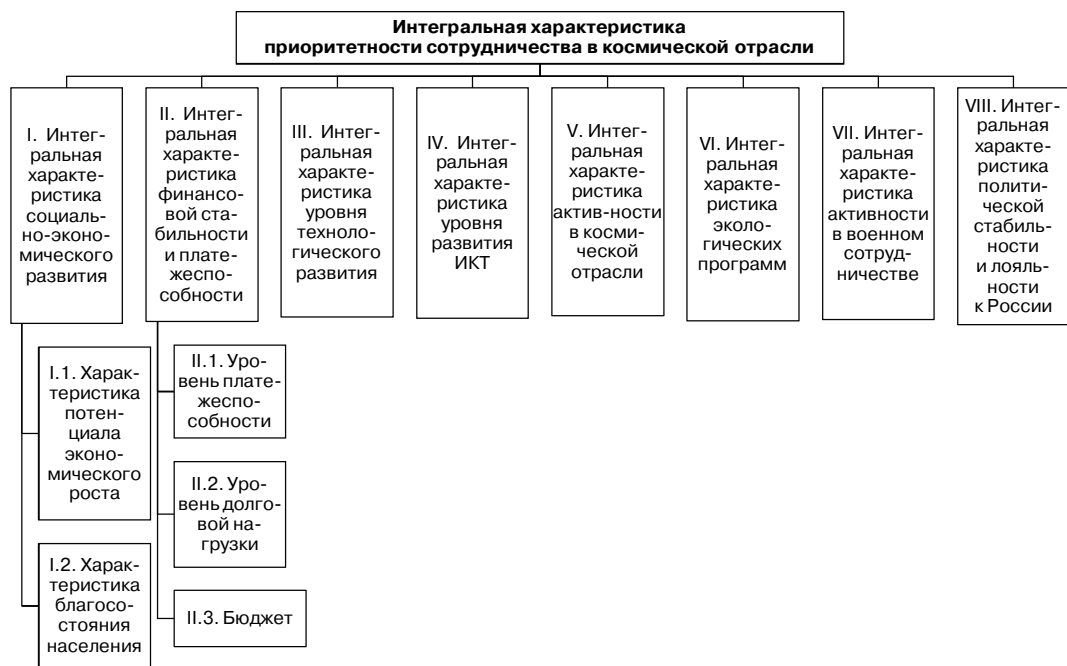 Интегральная характеристика
приоритетности сотрудничества в космической отрасли
I. Интег-
ральная
характе-
ристика
социаль-
но-эконо-
мического
развития
II. Интег-
ральная
характе-
ристика
финансо-
вой ста-
бильности
и плате-
жеспо-
собности
III. Интег-
ральная
характе-
ристика
уровня
техноло-
гического
развития
IV. Интег-
ральная
характе-
ристика
уровня
развития
ИКТ
V. Интег-
ральная
характе-
ристика
актив-ности
в косми-
ческой
отрасли
VI. Интег-
ральная
характе-
ристика
эколо-
гических
программ
VII. Интег-
ральная
характе-
ристика
активности
в военном
сотруд-
ничестве
VIII. Интег-
ральная
характе-
ристика
полити-
ческой
стабиль-
ности
и лояль-
ности
к России
I.1. Харак-
теристика
потен-
циала
эконо-
мического
роста
I.2. Харак-
теристика
благосо-
стояния
населения
II.1. Уро-
вень плате-
жеспо-
собности
II.2. Уро-
вень долго-
вой на-
грузки
II.3. Бюджет